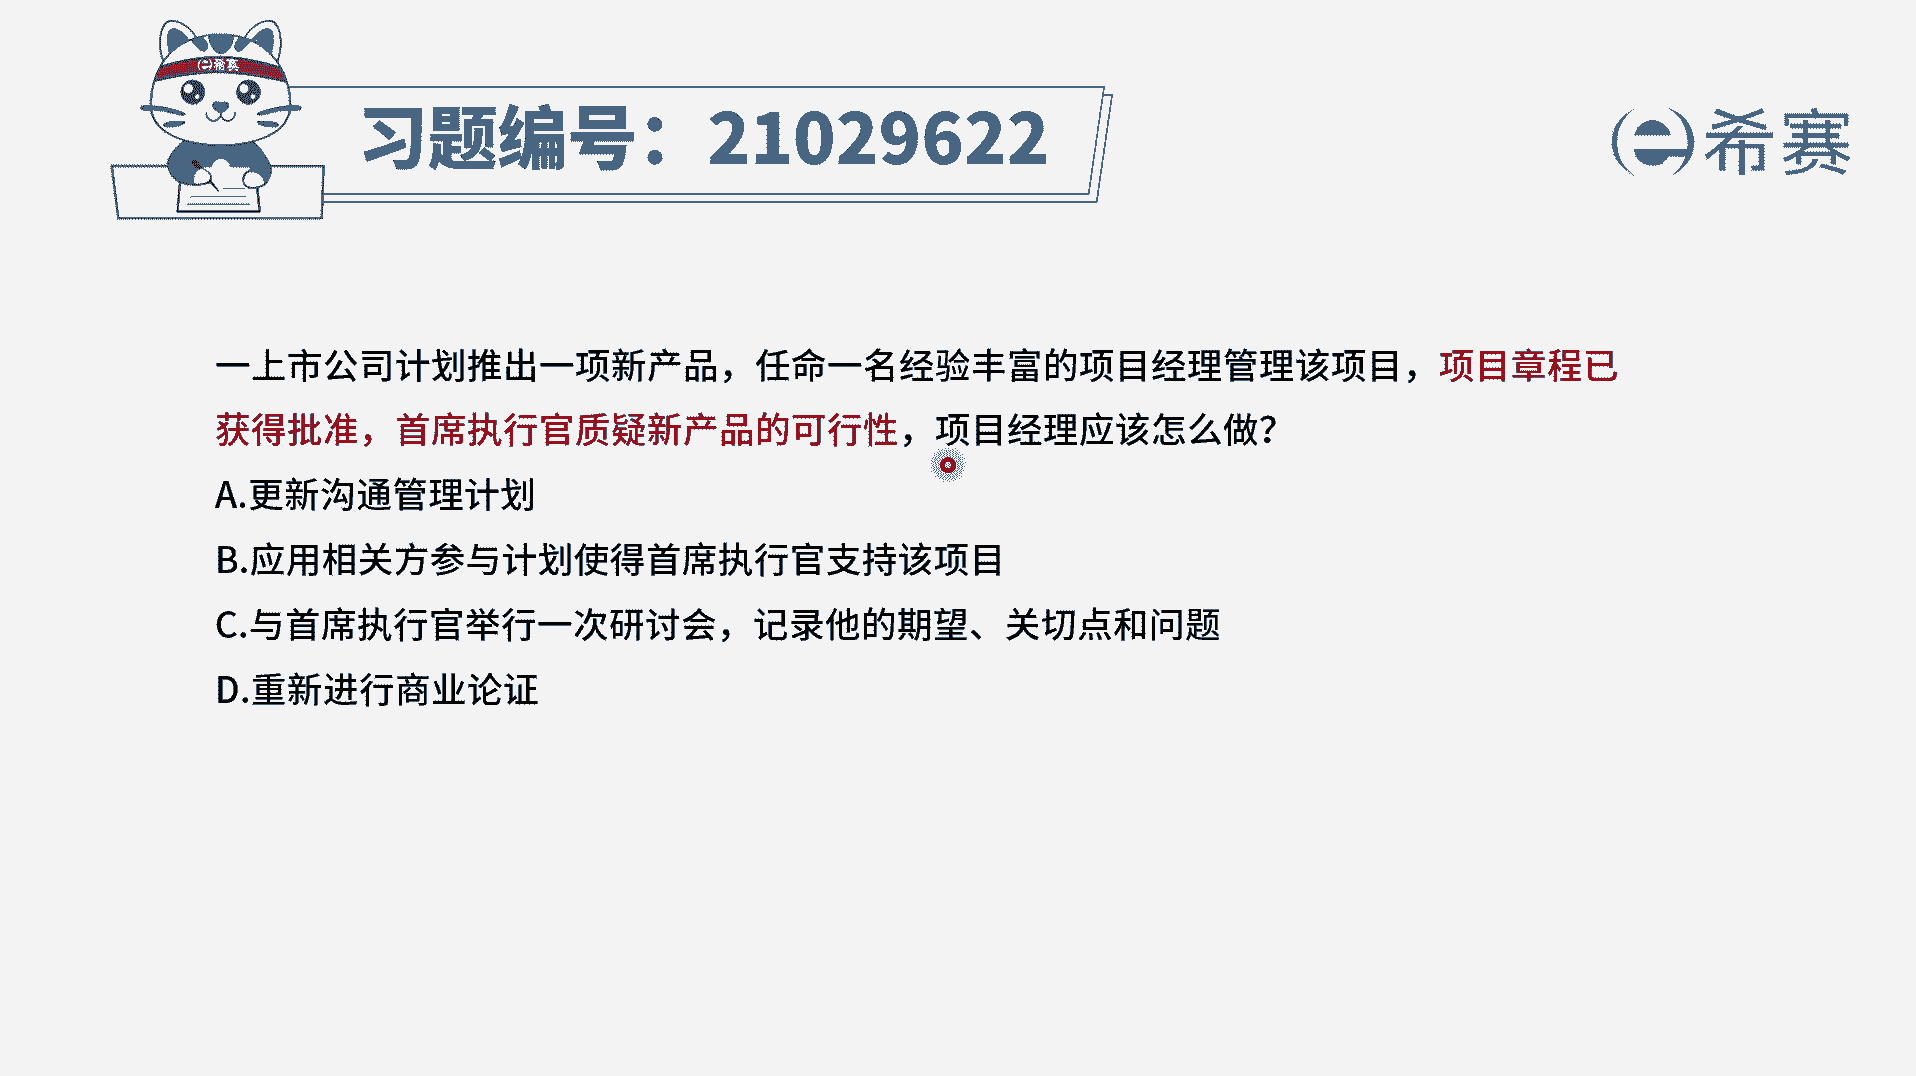 e希赛
习题编号：21029622
e希赛
一上市公司计划推出一项新产品，任命一名经验丰富的项目经理管理该项目，项目章程已
获得批准，首席执行官质疑新产品的可行性，项目经理应该怎么做？
A.更新沟通管理计划
B.应用相关方参与计划使得首席执行官支持该项目
C.与首席执行官举行一次研讨会，记录他的期望、关切点和问题
D.重新进行商业论证